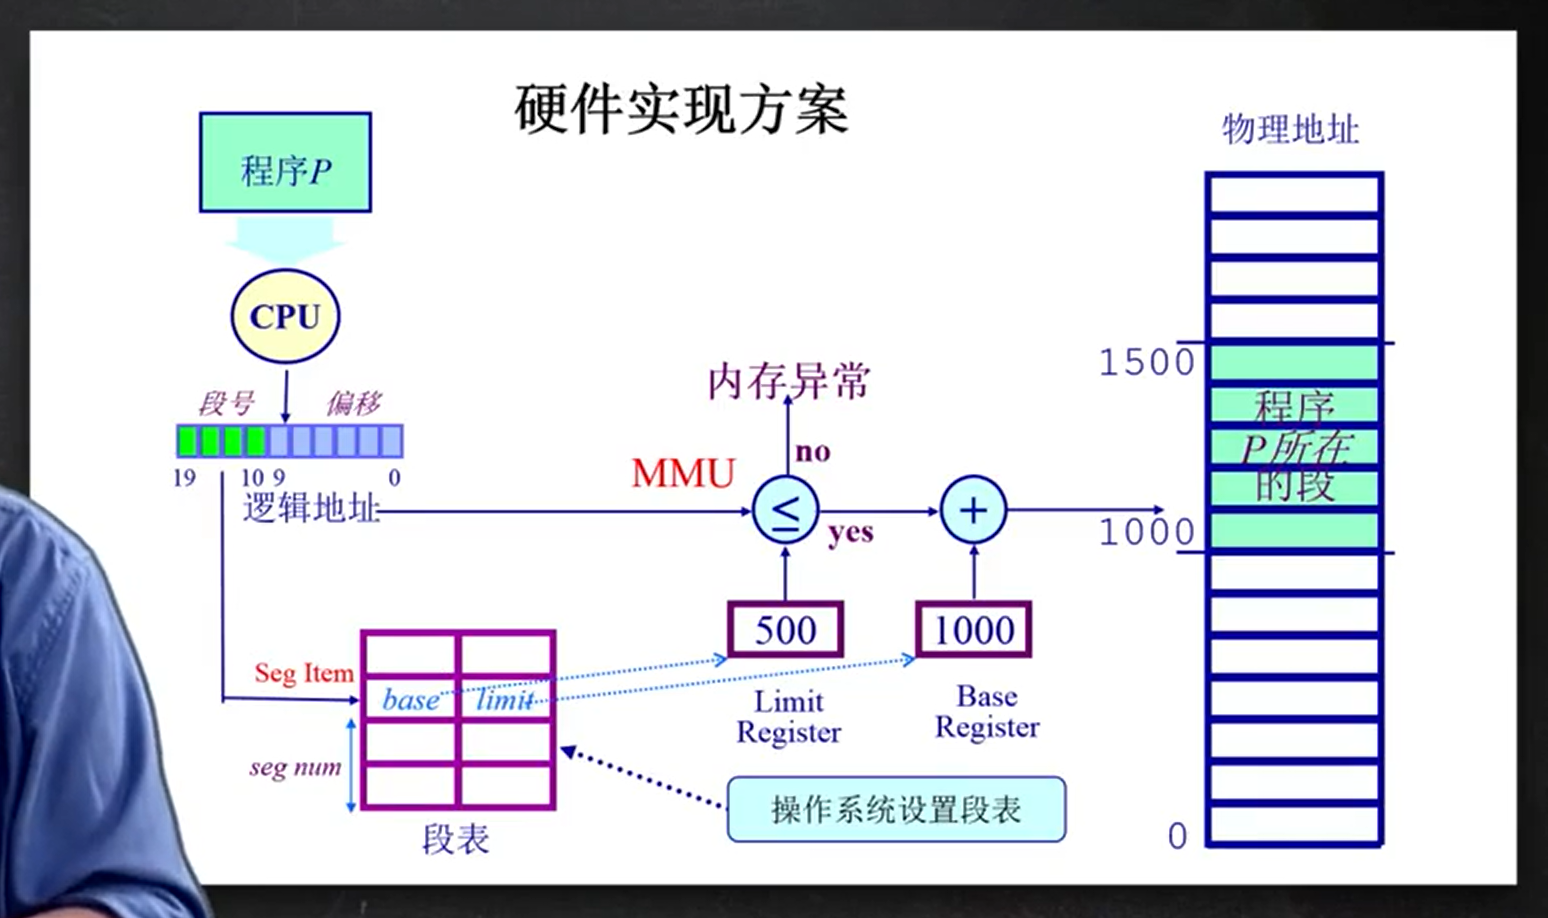 硬件实现方案
程序P
CPU
段号
偏移
19
10
9
0
逻辑地址
MMU
内存异常
no
≤
yes
+
500
1000
Limit
Register
Base
Register
Seg Item
base
limit
seg num
段表
操作系统设置段表
物理地址
1500
程序
P所在
的段
1000
0